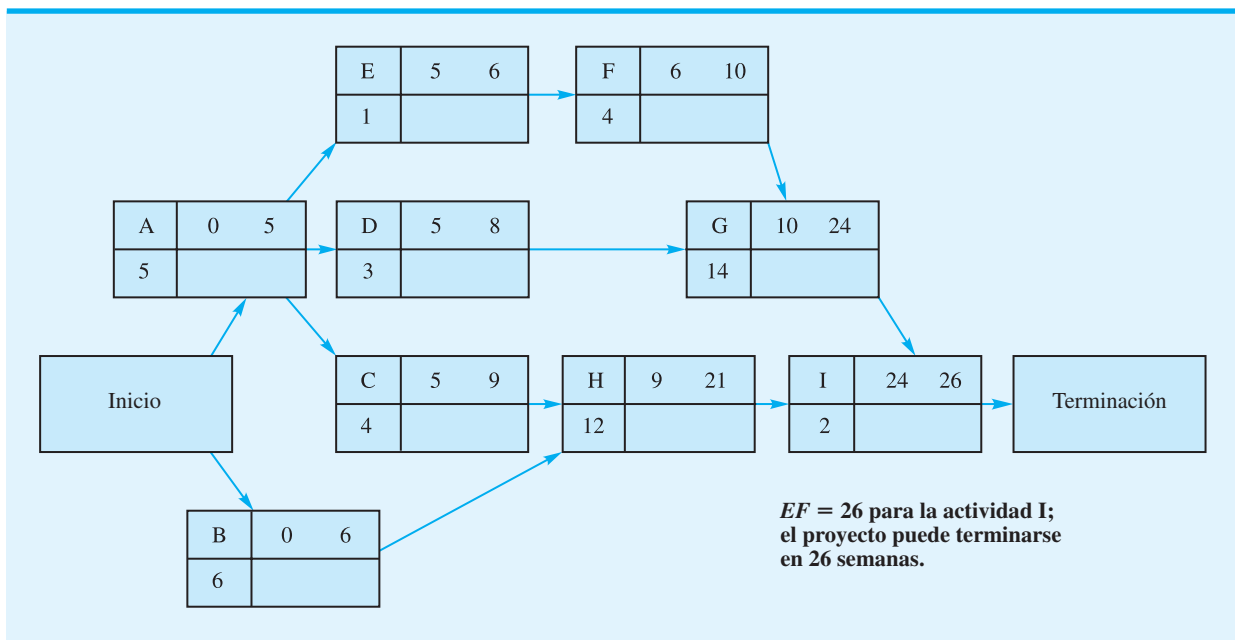 E 5 6
1
F 6 10
4
A 0 5
5
D 5 8
3
G 10 24
14
Inicio
C 5 9
4
H 9 21
12
I 24 26
2
Terminación
B 0 6
6
EF = 26 para la actividad I;
el proyecto puede terminarse
en 26 semanas.